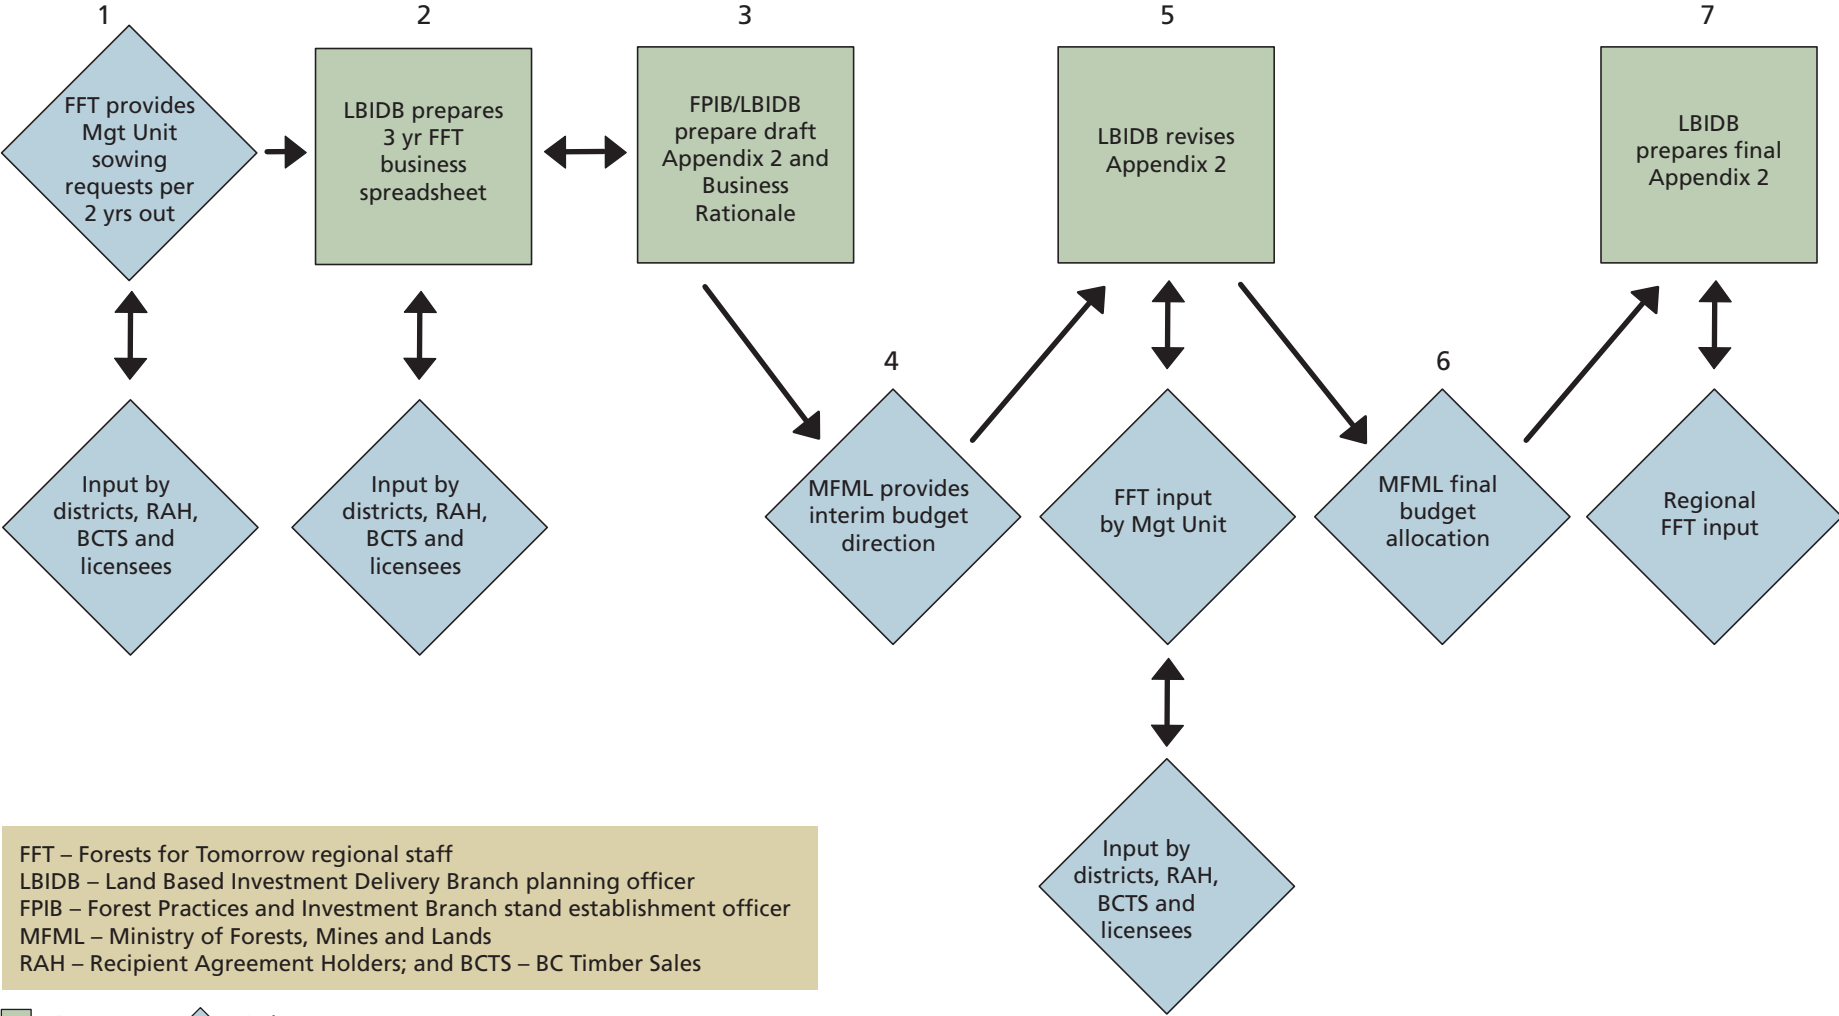 1
FFT provides
Mgt Unit
sowing
requests per
2 yrs out
2
LBIDB prepares
3 yr FFT
business
spreadsheet
3
FPIB/LBIDB
prepare draft
Appendix 2 and
Business
Rationale
5
LBIDB revises
Appendix 2
7
LBIDB
prepares final
Appendix 2
Input by
districts, RAH,
BCTS and
licensees
Input by
districts, RAH,
BCTS and
licensees
4
MFML provides
interim budget
direction
FFT input
by Mgt Unit
6
MFML final
budget
allocation
Regional
FFT input
Input by
districts, RAH,
BCTS and
licensees
FFT – Forests for Tomorrow regional staff
LBIDB – Land Based Investment Delivery Branch planning officer
FPIB – Forest Practices and Investment Branch stand establishment officer
MFML – Ministry of Forests, Mines and Lands
RAH – Recipient Agreement Holders; and BCTS – BC Timber Sales